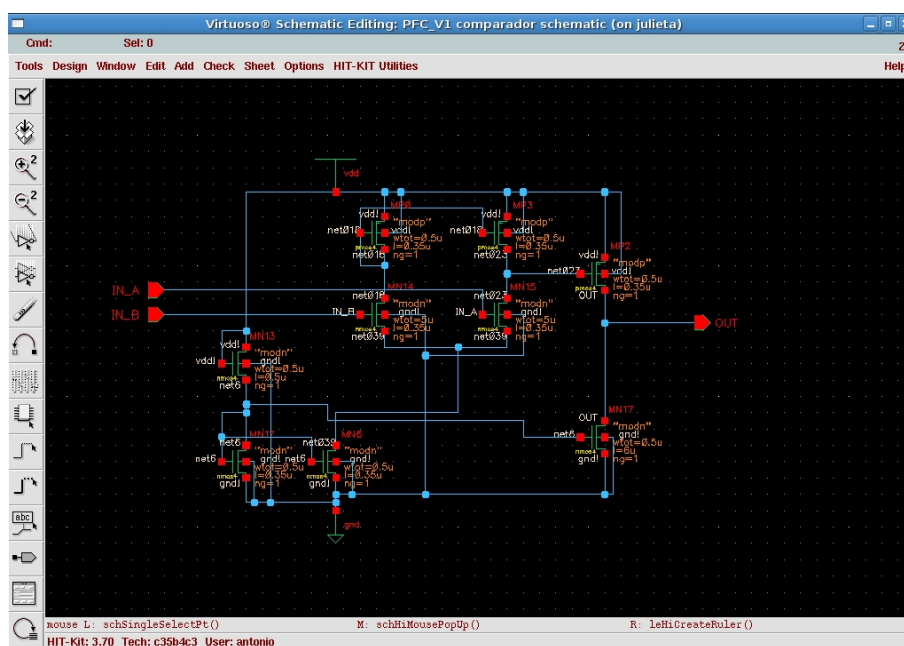 Virtuoso® Schematic Editing: PFC_V1 comparador schematic (on julieta)
Cmd: Sel: 0 2
Tools Design Window Edit Add Check Sheet Options HIT-KIT Utilities Help
vdd
MP0 MP3
vdd! "modp" vdd! "modp"
vdd! vdd!
wtot=0.5u wtot=0.5u
l=0.35u l=0.35u
ng=1 net023 ng=1
MP2
vdd! "modp"
net023 vdd!
wtot=0.5u
l=0.35u
OUT ng=1
IN_A
IN_B
MN14 MN15
net023
"modn" "modn"
IN_B gnd! IN_A gnd!
wtot=5u wtot=5u
l=0.35u l=0.35u
net039 ng=1 net039 ng=1
OUT
MN13
"modn"
vdd! gnd!
wtot=0.5u
l=0.35u
net6 ng=1
MN12 MN6 MN17
net6 net039 OUT
"modn" "modn" "modn"
net6 gnd! net6 gnd! net6 gnd!
wtot=0.5u wtot=0.5u wtot=0.5u
l=0.35u l=0.35u l=6u
gnd! ng=1 gnd! ng=1 gnd! ng=1
gnd
abc
mouse L: schSingleSelectPt() M: schHiMousePopUp() R: leHiCreateRuler()
HIT-Kit: 3.70 Tech: c35b4c3 User: antonio